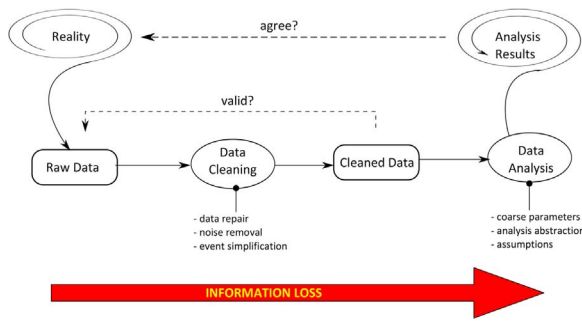 agree?
Reality
Analysis
Results
valid?
Raw Data
Data
Cleaning
Cleaned Data
Data
Analysis
- data repair
- noise removal
- event simplification
- coarse parameters
- analysis abstraction
- assumptions
INFORMATION LOSS